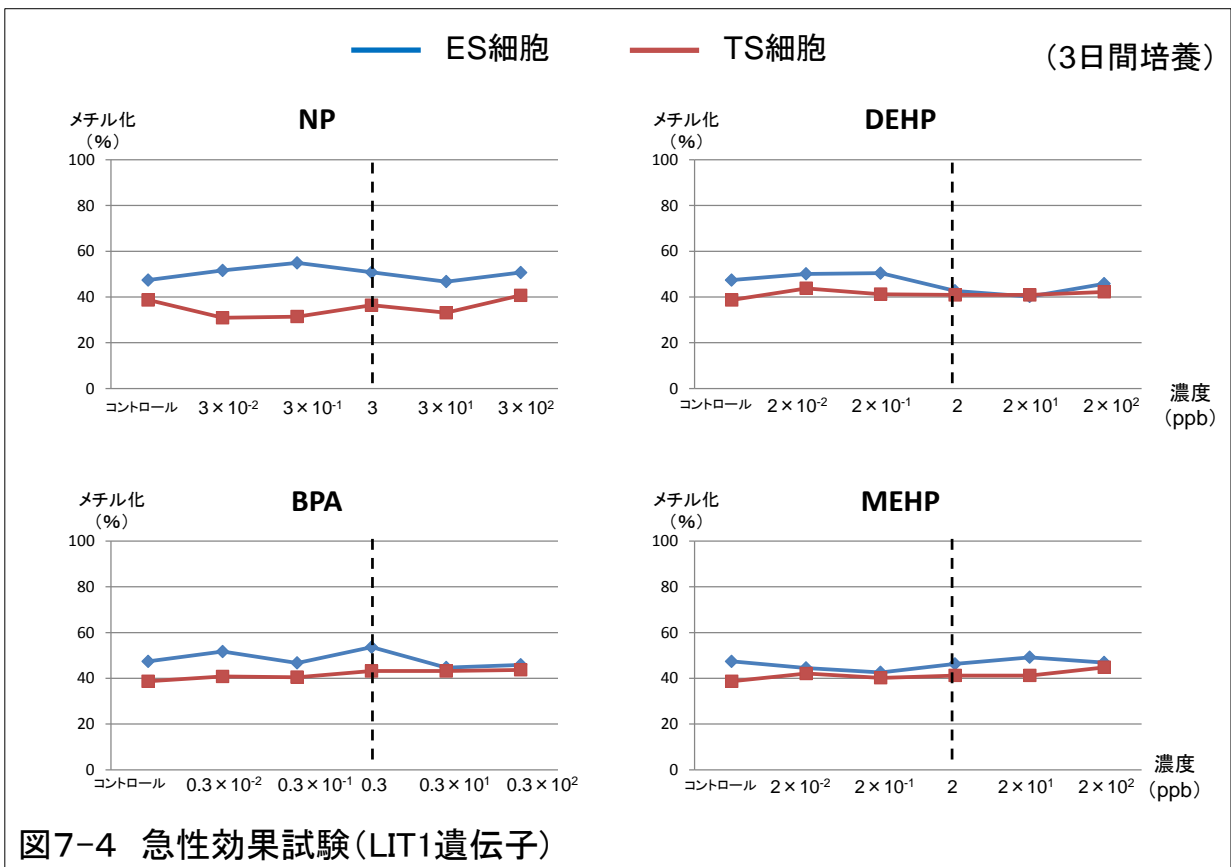 ES細胞 TS細胞 (3日間培養)
NP
メチル化
(%)
100
80
60
40
20
0
コントロール 3×10⁻² 3×10⁻¹ 3 3×10¹ 3×10²
DEHP
メチル化
(%)
100
80
60
40
20
0
コントロール 2×10⁻² 2×10⁻¹ 2 2×10¹ 2×10²
濃度
(ppb)
BPA
メチル化
(%)
100
80
60
40
20
0
コントロール 0.3×10⁻² 0.3×10⁻¹ 0.3 0.3×10¹ 0.3×10²
MEHP
メチル化
(%)
100
80
60
40
20
0
コントロール 2×10⁻² 2×10⁻¹ 2 2×10¹ 2×10²
濃度
(ppb)
図7-4 急性効果試験(LIT1遺伝子)